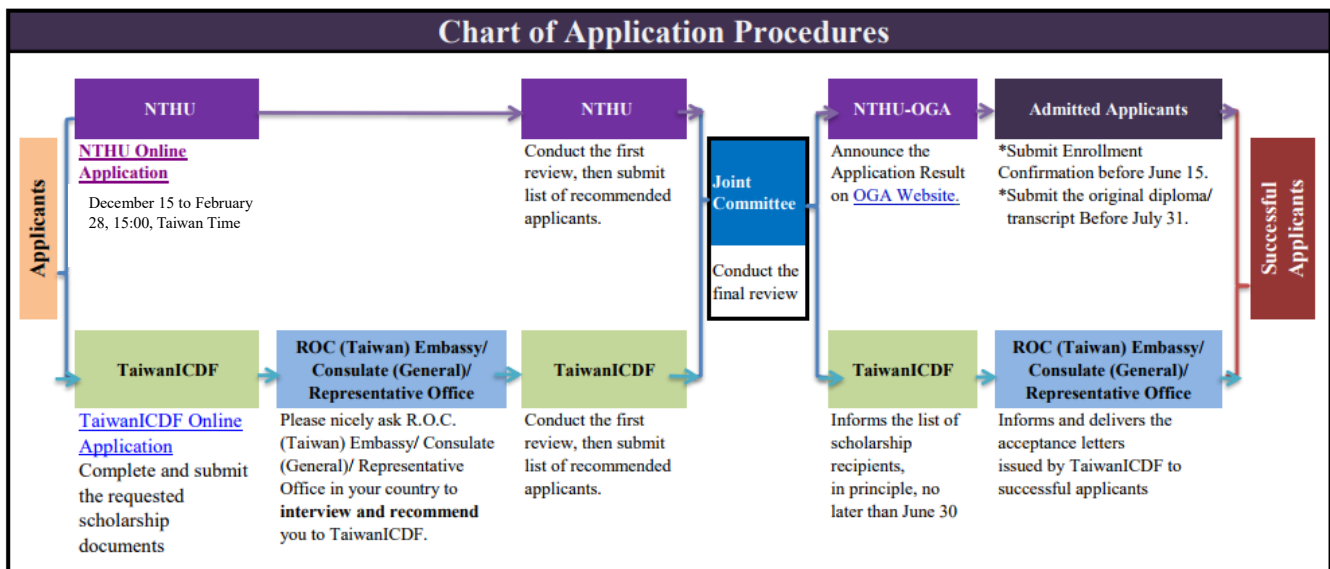 Chart of Application Procedures
Applicants
NTHU
NTHU Online
Application
December 15 to February
28, 15:00, Taiwan Time
NTHU
Conduct the first
review, then submit
list of recommended
applicants.
TaiwanICDF
TaiwanICDF Online
Application
Complete and submit
the requested
scholarship
documents
ROC (Taiwan) Embassy/
Consulate (General)/
Representative Office
Please nicely ask R.O.C.
(Taiwan) Embassy/ Consulate
(General)/ Representative
Office in your country to
interview and recommend
you to TaiwanICDF.
TaiwanICDF
Conduct the first
review, then submit
list of recommended
applicants.
Joint
Committee
Conduct the
final review
NTHU-OGA
Announce the
Application Result
on OGA Website.
Admitted Applicants
*Submit Enrollment
Confirmation before June 15.
*Submit the original diploma/
transcript Before July 31.
TaiwanICDF
Informs the list of
scholarship
recipients,
in principle, no
later than June 30
ROC (Taiwan) Embassy/
Consulate (General)/
Representative Office
Informs and delivers the
acceptance letters
issued by TaiwanICDF to
successful applicants
Successful
Applicants